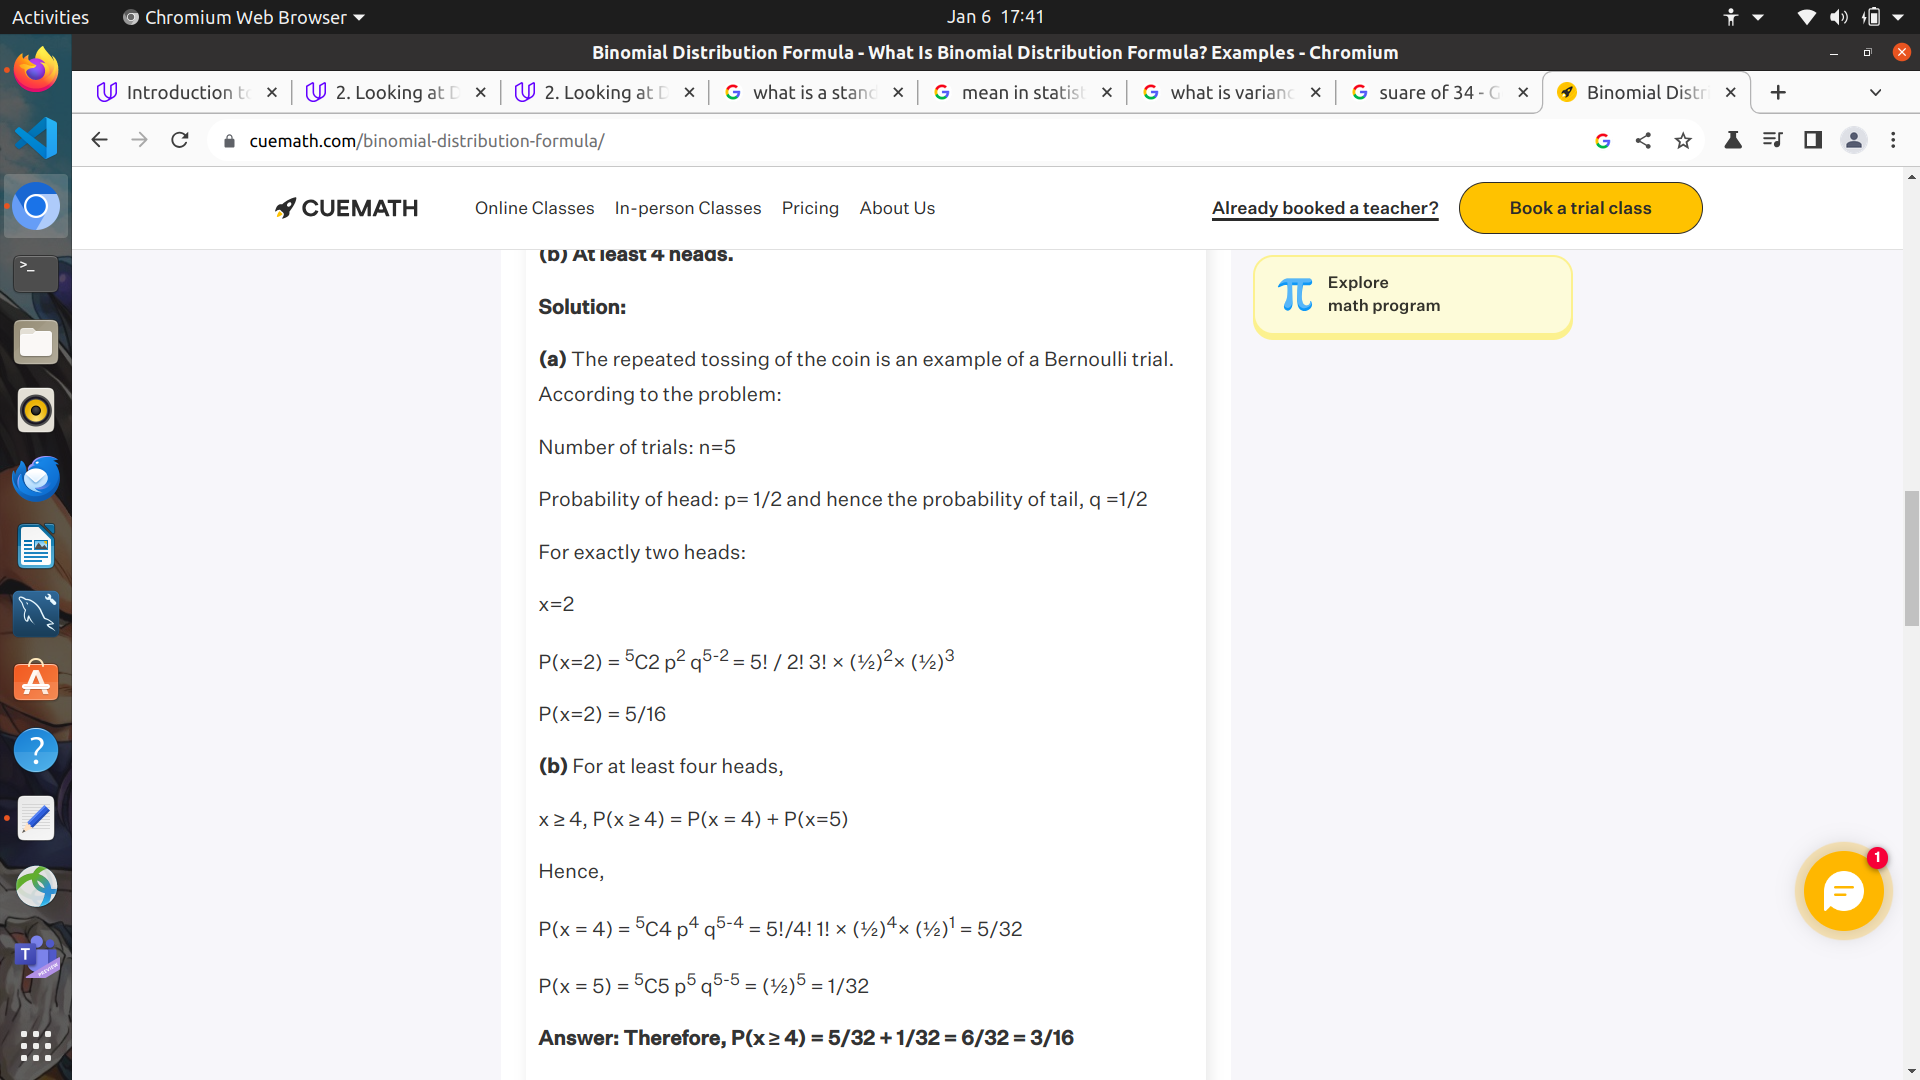 Activities
Chromium Web Browser
Jan 6 17:41
Binomial Distribution Formula - What Is Binomial Distribution Formula? Examples - Chromium
Introduction to
2. Looking at D
2. Looking at D
what is a stand
mean in statist
what is varianc
suare of 34 - G
Binomial Distri
cuemath.com/binomial-distribution-formula/
CUEMATH
Online Classes
In-person Classes
Pricing
About Us
Already booked a teacher?
Book a trial class
(b) At least 4 heads.
Explore
math program
Solution:
(a) The repeated tossing of the coin is an example of a Bernoulli trial.
According to the problem:
Number of trials: n=5
Probability of head: p= 1/2 and hence the probability of tail, q =1/2
For exactly two heads:
x=2
P(x=2) = ⁵C2 p² q⁵⁻² = 5! / 2! 3! × (½)²× (½)³
P(x=2) = 5/16
(b) For at least four heads,
x ≥ 4, P(x ≥ 4) = P(x = 4) + P(x=5)
Hence,
P(x = 4) = ⁵C4 p⁴ q⁵⁻⁴ = 5!/4! 1! × (½)⁴× (½)¹ = 5/32
P(x = 5) = ⁵C5 p⁵ q⁵⁻⁵ = (½)⁵ = 1/32
Answer: Therefore, P(x ≥ 4) = 5/32 + 1/32 = 6/32 = 3/16
1